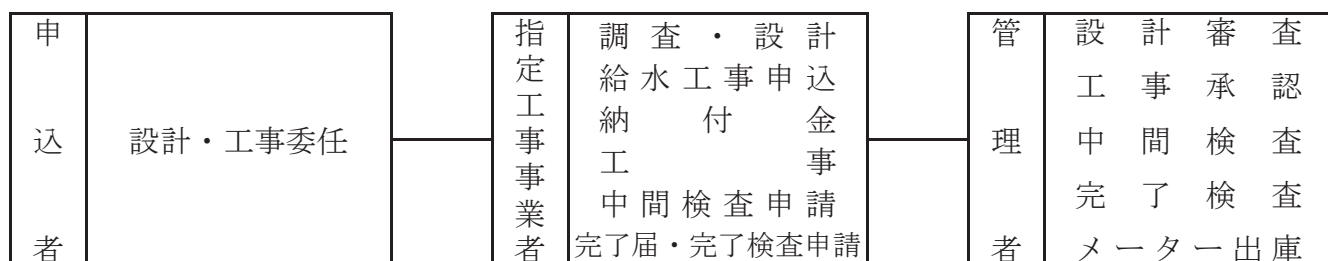 申込者
設計・工事委任
指定工事事業者
調査・設計
給水工事申込
納付金
工事
中間検査申請
完了届・完了検査申請
管理者
設計審査
工事承認
中間検査
完了検査
メーター出庫